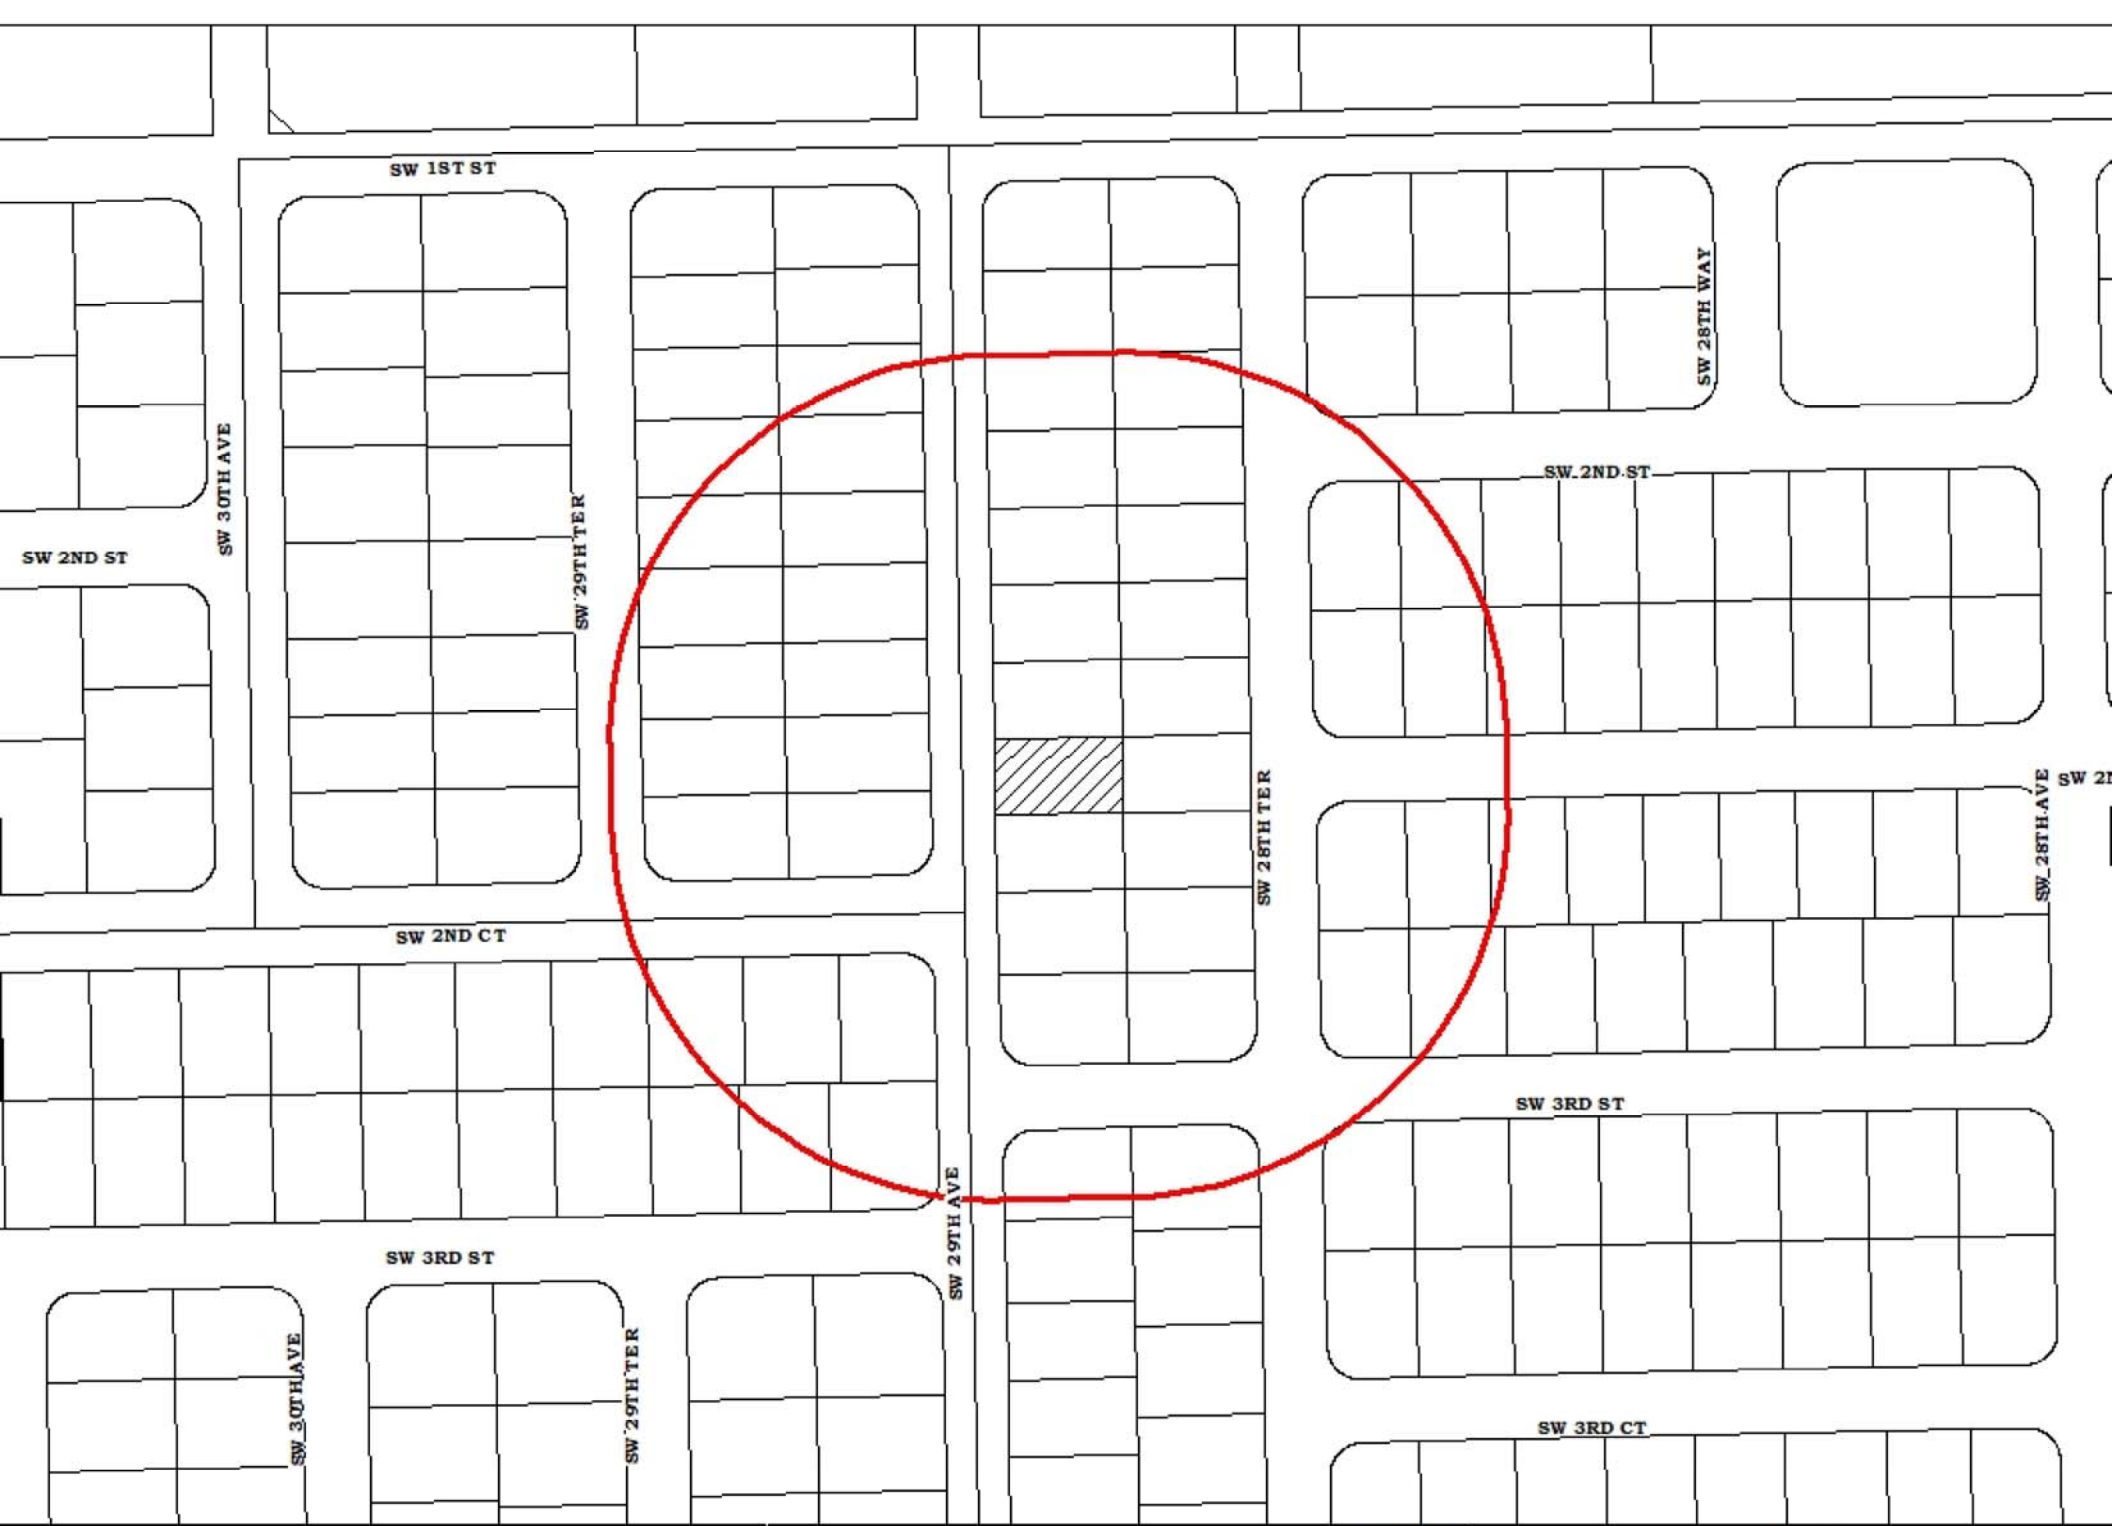 SW 1ST ST
SW 28TH WAY
SW 2ND ST
SW 30TH AVE
SW 29TH TER
SW 2ND ST
SW 28TH TER
SW 28TH AVE
SW 2N
SW 2ND CT
SW 3RD ST
SW 29TH AVE
SW 3RD ST
SW 30TH AVE
SW 29TH TER
SW 3RD CT